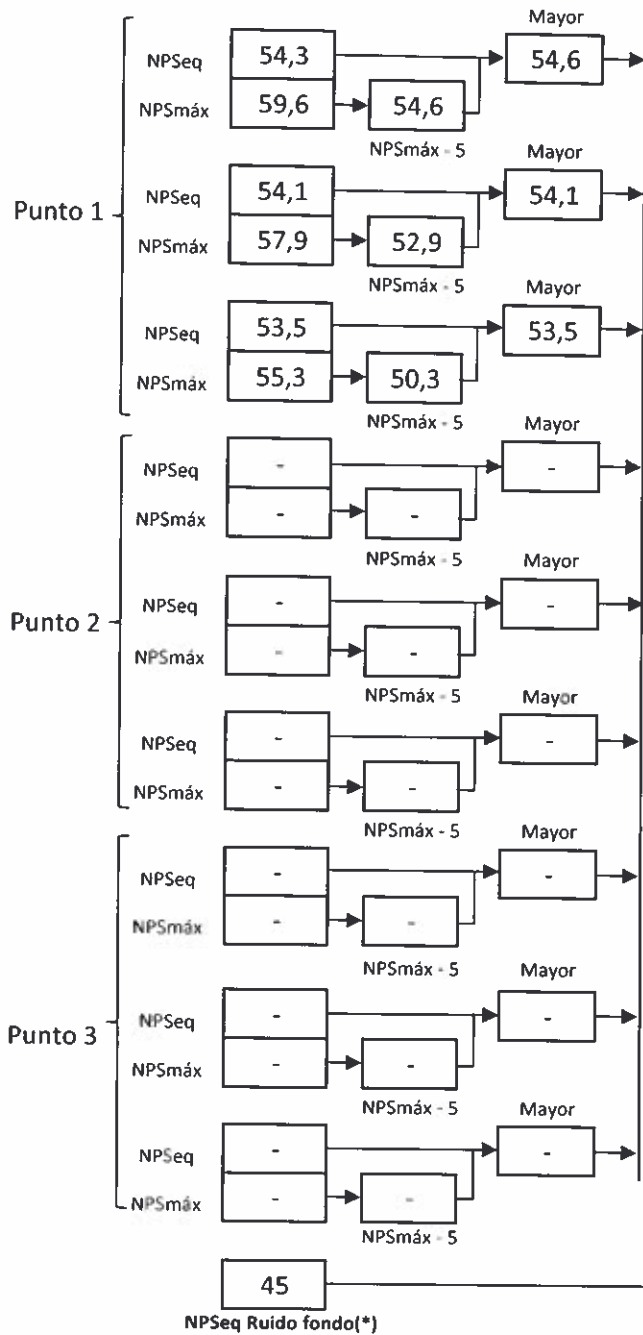 Mayor
NPSeq 54,3 54,6
NPSmáx 59,6 54,6
NPSmáx - 5
Mayor
NPSeq 54,1 54,1
Punto 1
NPSmáx 57,9 52,9
NPSmáx - 5
Mayor
NPSeq 53,5 53,5
NPSmáx 55,3 50,3
NPSmáx - 5
Mayor
NPSeq - -
NPSmáx - -
NPSmáx - 5
Mayor
NPSeq - -
Punto 2
NPSmáx - -
NPSmáx - 5
Mayor
NPSeq - -
NPSmáx - -
NPSmáx - 5
Mayor
NPSeq - -
NPSmáx - -
NPSmáx - 5
Mayor
NPSeq - -
Punto 3
NPSmáx - -
NPSmáx - 5
Mayor
NPSeq - -
NPSmáx - -
NPSmáx - 5
45
NPSeq Ruido fondo(*)